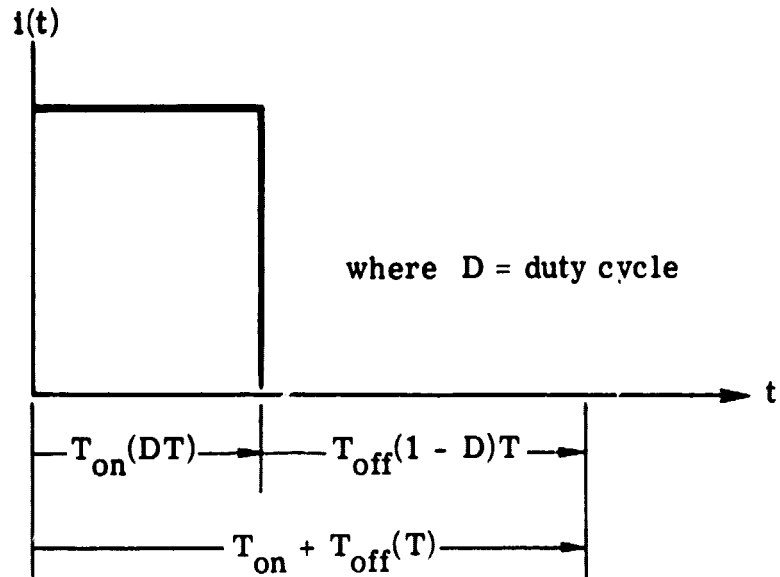 i(t)
where D = duty cycle
t
T_on(DT)
T_off(1 - D)T
T_on + T_off(T)